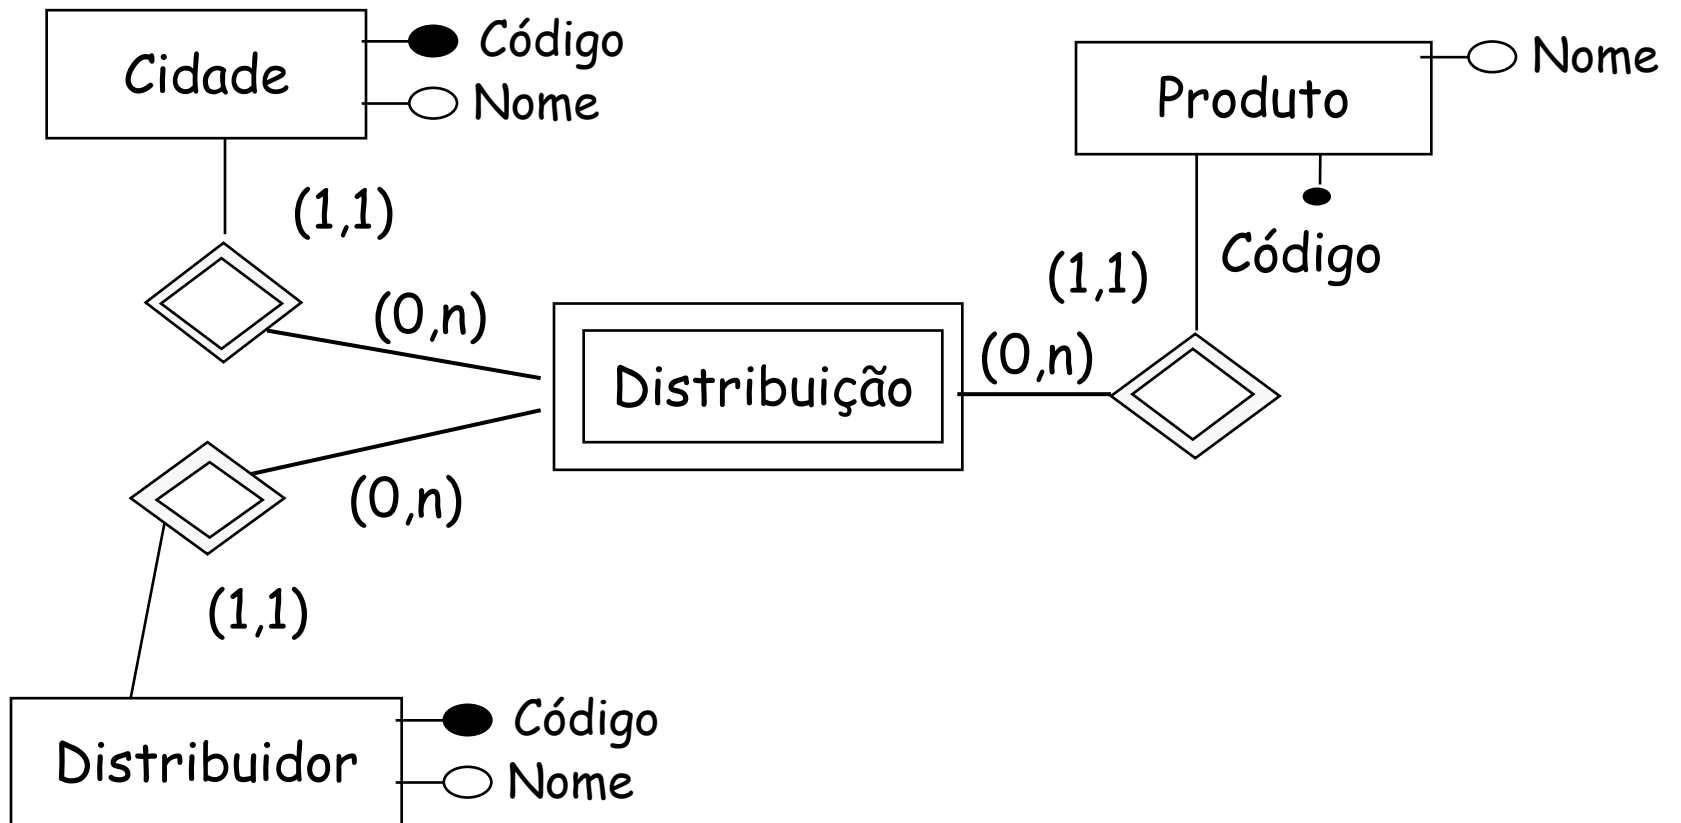 Código
Cidade
Nome
Nome
Produto
(1,1)
Código
(1,1)
(0,n)
(0,n)
Distribuição
(0,n)
(1,1)
Código
Distribuidor
Nome